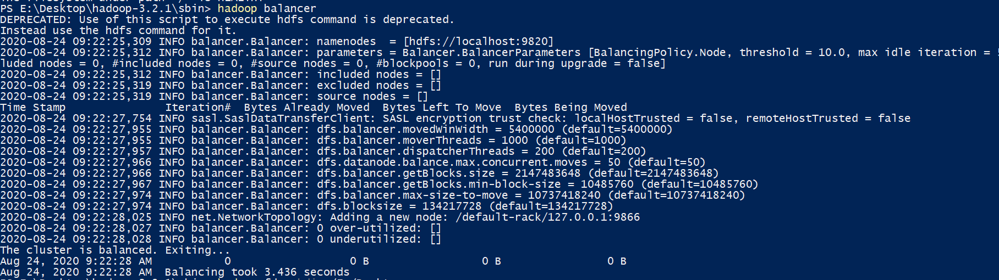 PS E:\Desktop\hadoop-3.2.1\sbin> hadoop balancer
DEPRECATED: Use of this script to execute hdfs command is deprecated.
Instead use the hdfs command for it.
2020-08-24 09:22:25,309 INFO balancer.Balancer: namenodes  = [hdfs://localhost:9820]
2020-08-24 09:22:25,312 INFO balancer.Balancer: parameters = Balancer.BalancerParameters [BalancingPolicy.Node, threshold = 10.0, max idle iteration =
luded nodes = 0, #included nodes = 0, #source nodes = 0, #blockpools = 0, run during upgrade = false]
2020-08-24 09:22:25,312 INFO balancer.Balancer: included nodes = []
2020-08-24 09:22:25,319 INFO balancer.Balancer: excluded nodes = []
2020-08-24 09:22:25,319 INFO balancer.Balancer: source nodes = []
Time Stamp               Iteration#  Bytes Already Moved  Bytes Left To Move  Bytes Being Moved
2020-08-24 09:22:27,754 INFO sasl.SaslDataTransferClient: SASL encryption trust check: localHostTrusted = false, remoteHostTrusted = false
2020-08-24 09:22:27,955 INFO balancer.Balancer: dfs.balancer.movedWinWidth = 5400000 (default=5400000)
2020-08-24 09:22:27,955 INFO balancer.Balancer: dfs.balancer.moverThreads = 1000 (default=1000)
2020-08-24 09:22:27,957 INFO balancer.Balancer: dfs.balancer.dispatcherThreads = 200 (default=200)
2020-08-24 09:22:27,966 INFO balancer.Balancer: dfs.datanode.balance.max.concurrent.moves = 50 (default=50)
2020-08-24 09:22:27,966 INFO balancer.Balancer: dfs.balancer.getBlocks.size = 2147483648 (default=2147483648)
2020-08-24 09:22:27,967 INFO balancer.Balancer: dfs.balancer.getBlocks.min-block-size = 10485760 (default=10485760)
2020-08-24 09:22:27,974 INFO balancer.Balancer: dfs.balancer.max-size-to-move = 10737418240 (default=10737418240)
2020-08-24 09:22:27,974 INFO balancer.Balancer: dfs.blocksize = 134217728 (default=134217728)
2020-08-24 09:22:28,025 INFO net.NetworkTopology: Adding a new node: /default-rack/127.0.0.1:9866
2020-08-24 09:22:28,027 INFO balancer.Balancer: 0 over-utilized: []
2020-08-24 09:22:28,028 INFO balancer.Balancer: 0 underutilized: []
The cluster is balanced. Exiting...
Aug 24, 2020 9:22:28 AM           0                  0 B                 0 B                0 B
Aug 24, 2020 9:22:28 AM  Balancing took 3.436 seconds